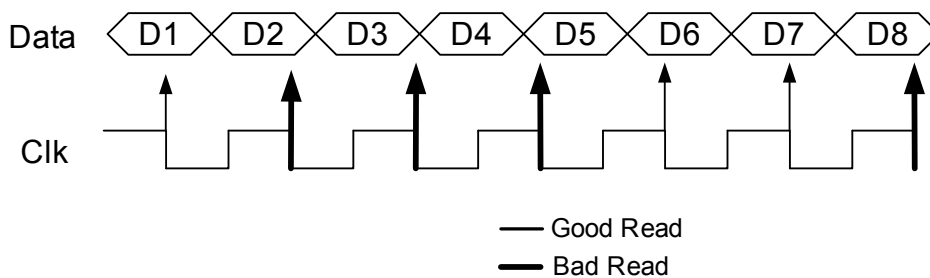 Data D1 D2 D3 D4 D5 D6 D7 D8
Clk
Good Read
Bad Read